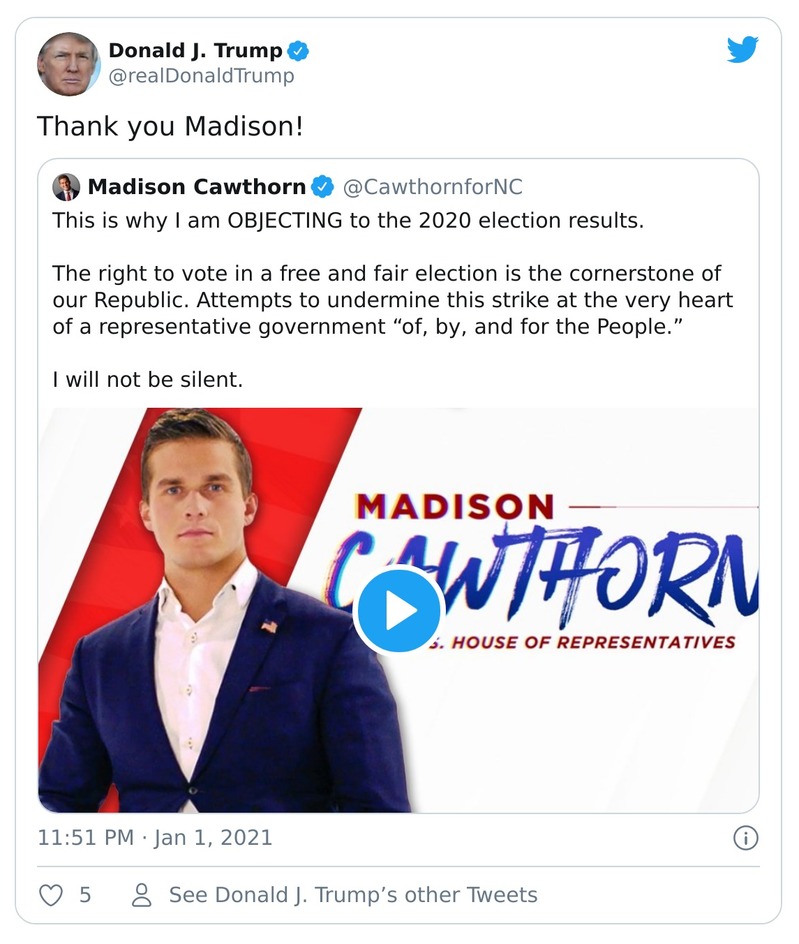 Donald J. Trump
@realDonaldTrump
Thank you Madison!
Madison Cawthorn @CawthornforNC
This is why I am OBJECTING to the 2020 election results.
The right to vote in a free and fair election is the cornerstone of
our Republic. Attempts to undermine this strike at the very heart
of a representative government “of, by, and for the People.”
I will not be silent.
MADISON
CAWTHORN
S. HOUSE OF REPRESENTATIVES
11:51 PM · Jan 1, 2021
5 See Donald J. Trump’s other Tweets